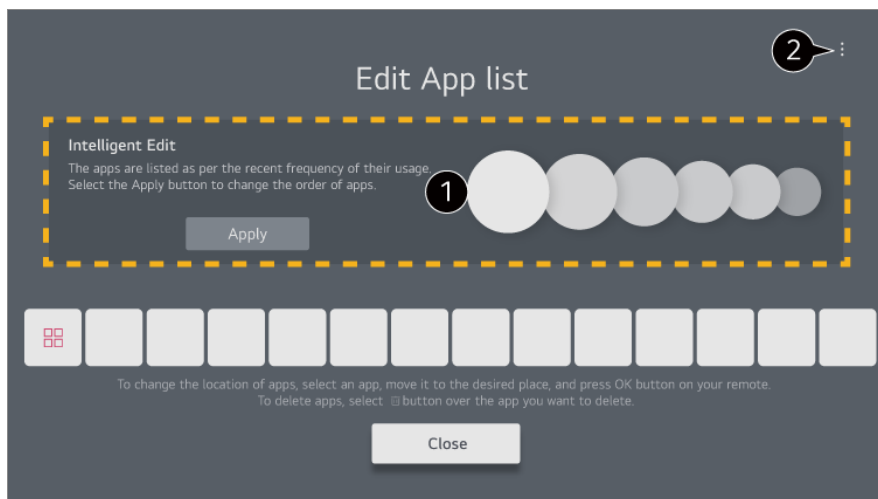 2
Edit App list
Intelligent Edit
The apps are listed as per the recent frequency of their usage.
Select the Apply button to change the order of apps.
1
Apply
To change the location of apps, select an app, move it to the desired place, and press OK button on your remote.
To delete apps, select button over the app you want to delete.
Close